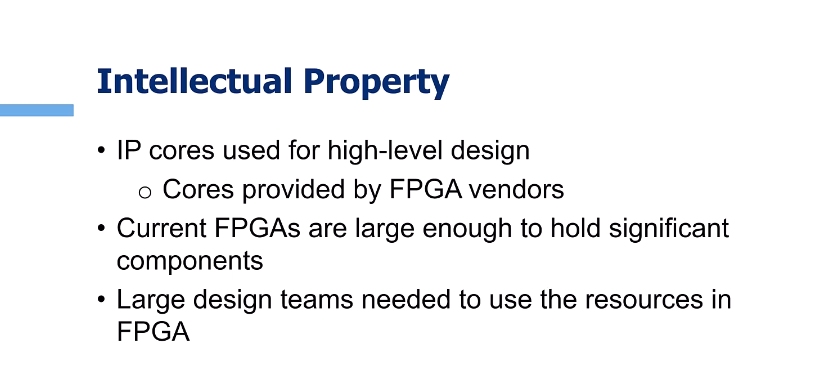 Intellectual Property
• IP cores used for high-level design
o Cores provided by FPGA vendors
• Current FPGAs are large enough to hold significant
components
• Large design teams needed to use the resources in
FPGA